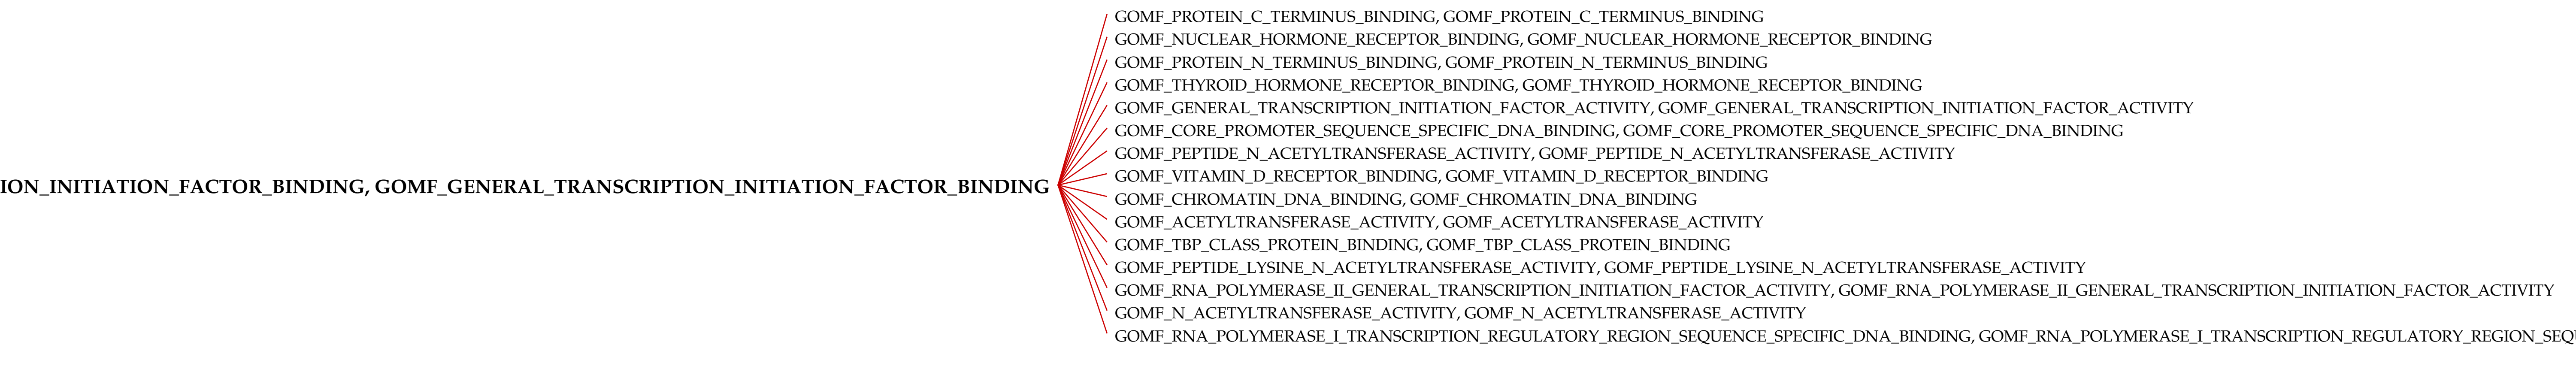 GOMF_PROTEIN_C_TERMINUS_BINDING, GOMF_PROTEIN_C_TERMINUS_BINDING
GOMF_NUCLEAR_HORMONE_RECEPTOR_BINDING, GOMF_NUCLEAR_HORMONE_RECEPTOR_BINDING
GOMF_PROTEIN_N_TERMINUS_BINDING, GOMF_PROTEIN_N_TERMINUS_BINDING
GOMF_THYROID_HORMONE_RECEPTOR_BINDING, GOMF_THYROID_HORMONE_RECEPTOR_BINDING
GOMF_GENERAL_TRANSCRIPTION_INITIATION_FACTOR_ACTIVITY, GOMF_GENERAL_TRANSCRIPTION_INITIATION_FACTOR_ACTIVITY
GOMF_CORE_PROMOTER_SEQUENCE_SPECIFIC_DNA_BINDING, GOMF_CORE_PROMOTER_SEQUENCE_SPECIFIC_DNA_BINDING
GOMF_PEPTIDE_N_ACETYLTRANSFERASE_ACTIVITY, GOMF_PEPTIDE_N_ACETYLTRANSFERASE_ACTIVITY
GOMF_VITAMIN_D_RECEPTOR_BINDING, GOMF_VITAMIN_D_RECEPTOR_BINDING
ION_INITIATION_FACTOR_BINDING, GOMF_GENERAL_TRANSCRIPTION_INITIATION_FACTOR_BINDING
GOMF_CHROMATIN_DNA_BINDING, GOMF_CHROMATIN_DNA_BINDING
GOMF_ACETYLTRANSFERASE_ACTIVITY, GOMF_ACETYLTRANSFERASE_ACTIVITY
GOMF_TBP_CLASS_PROTEIN_BINDING, GOMF_TBP_CLASS_PROTEIN_BINDING
GOMF_PEPTIDE_LYSINE_N_ACETYLTRANSFERASE_ACTIVITY, GOMF_PEPTIDE_LYSINE_N_ACETYLTRANSFERASE_ACTIVITY
GOMF_RNA_POLYMERASE_II_GENERAL_TRANSCRIPTION_INITIATION_FACTOR_ACTIVITY, GOMF_RNA_POLYMERASE_II_GENERAL_TRANSCRIPTION_INITIATION_FACTOR_ACTIVITY
GOMF_N_ACETYLTRANSFERASE_ACTIVITY, GOMF_N_ACETYLTRANSFERASE_ACTIVITY
GOMF_RNA_POLYMERASE_I_TRANSCRIPTION_REGULATORY_REGION_SEQUENCE_SPECIFIC_DNA_BINDING, GOMF_RNA_POLYMERASE_I_TRANSCRIPTION_REGULATORY_REGION_SEQ